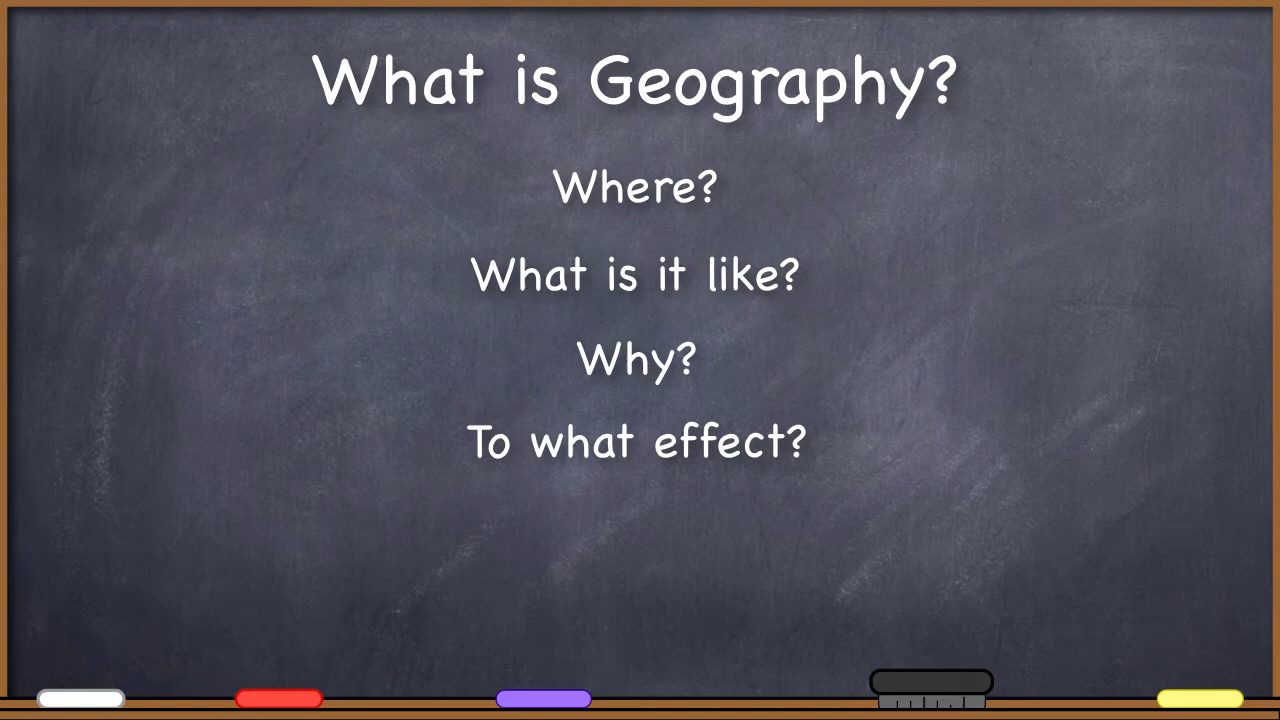 What is Geography?
Where?
What is it like?
Why?
To what effect?